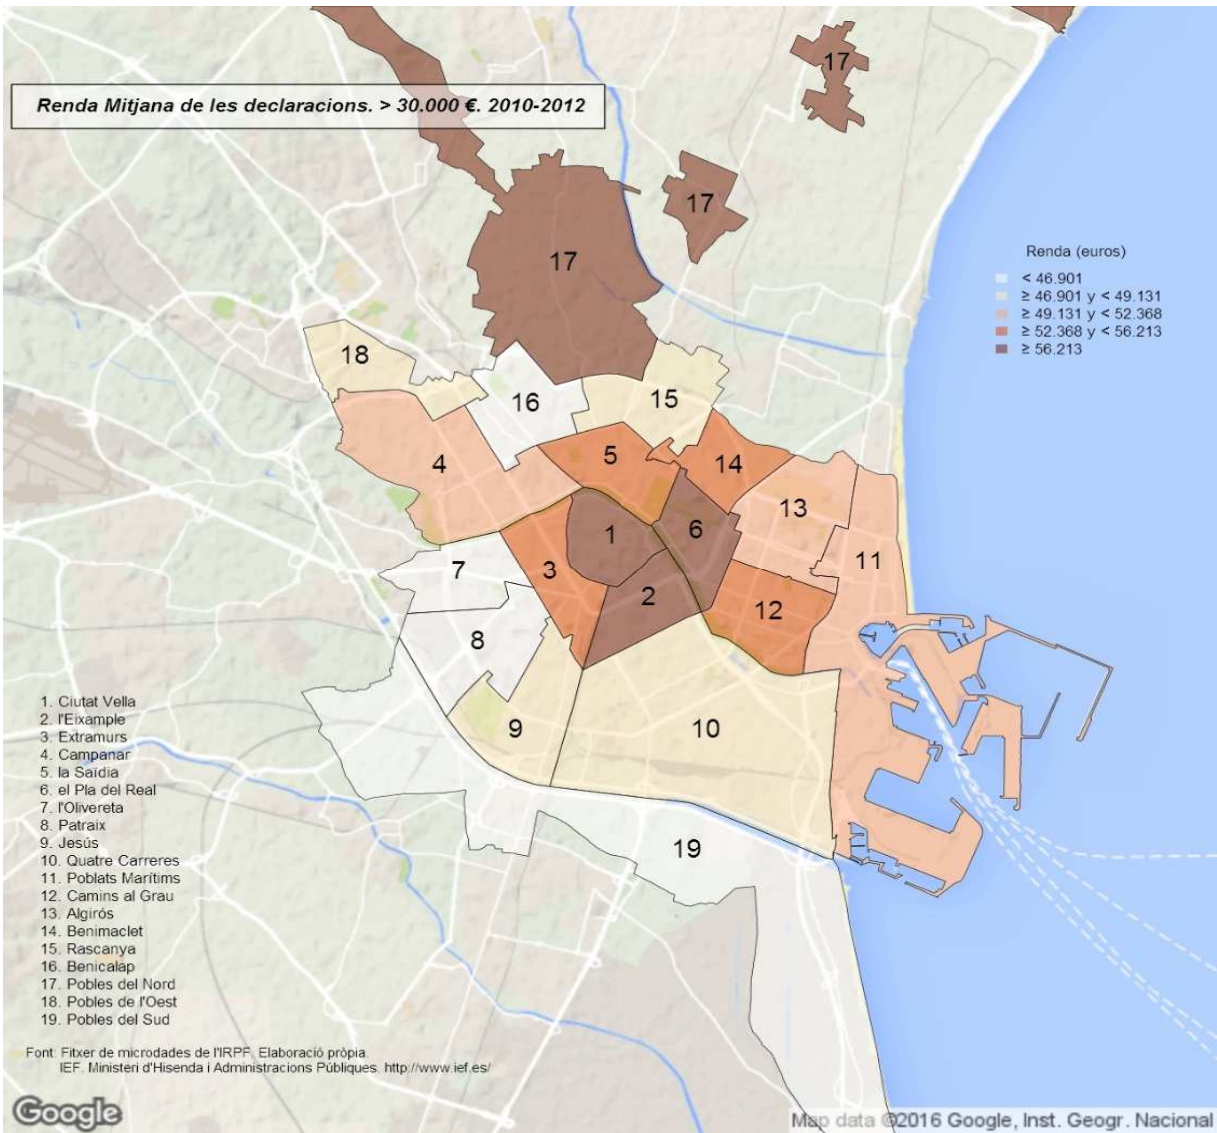 Renda Mitjana de les declaracions. > 30.000 €. 2010-2012
17
17
17
Renda (euros)
< 46.901
≥ 46.901 y < 49.131
≥ 49.131 y < 52.368
≥ 52.368 y < 56.213
≥ 56.213
18
16
15
4
5
14
13
1
6
11
7
3
2
12
8
9
10
19
1. Ciutat Vella
2. l'Eixample
3. Extramurs
4. Campanar
5. la Saïdia
6. el Pla del Real
7. l'Olivereta
8. Patraix
9. Jesús
10. Quatre Carreres
11. Poblats Marítims
12. Camins al Grau
13. Algirós
14. Benimaclet
15. Rascanya
16. Benicalap
17. Pobles del Nord
18. Pobles de l'Oest
19. Pobles del Sud
Font: Fitxer de microdades de l'IRPF. Elaboració pròpia.
IEF. Ministeri d'Hisenda i Administracions Públiques. http://www.ief.es/
Google
Map data ©2016 Google, Inst. Geogr. Nacional